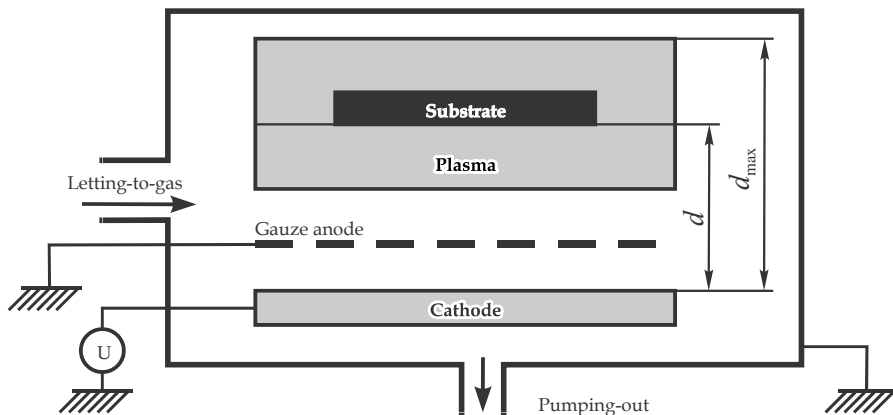 Substrate
Plasma
d
dmax
Letting-to-gas
Gauze anode
Cathode
U
Pumping-out